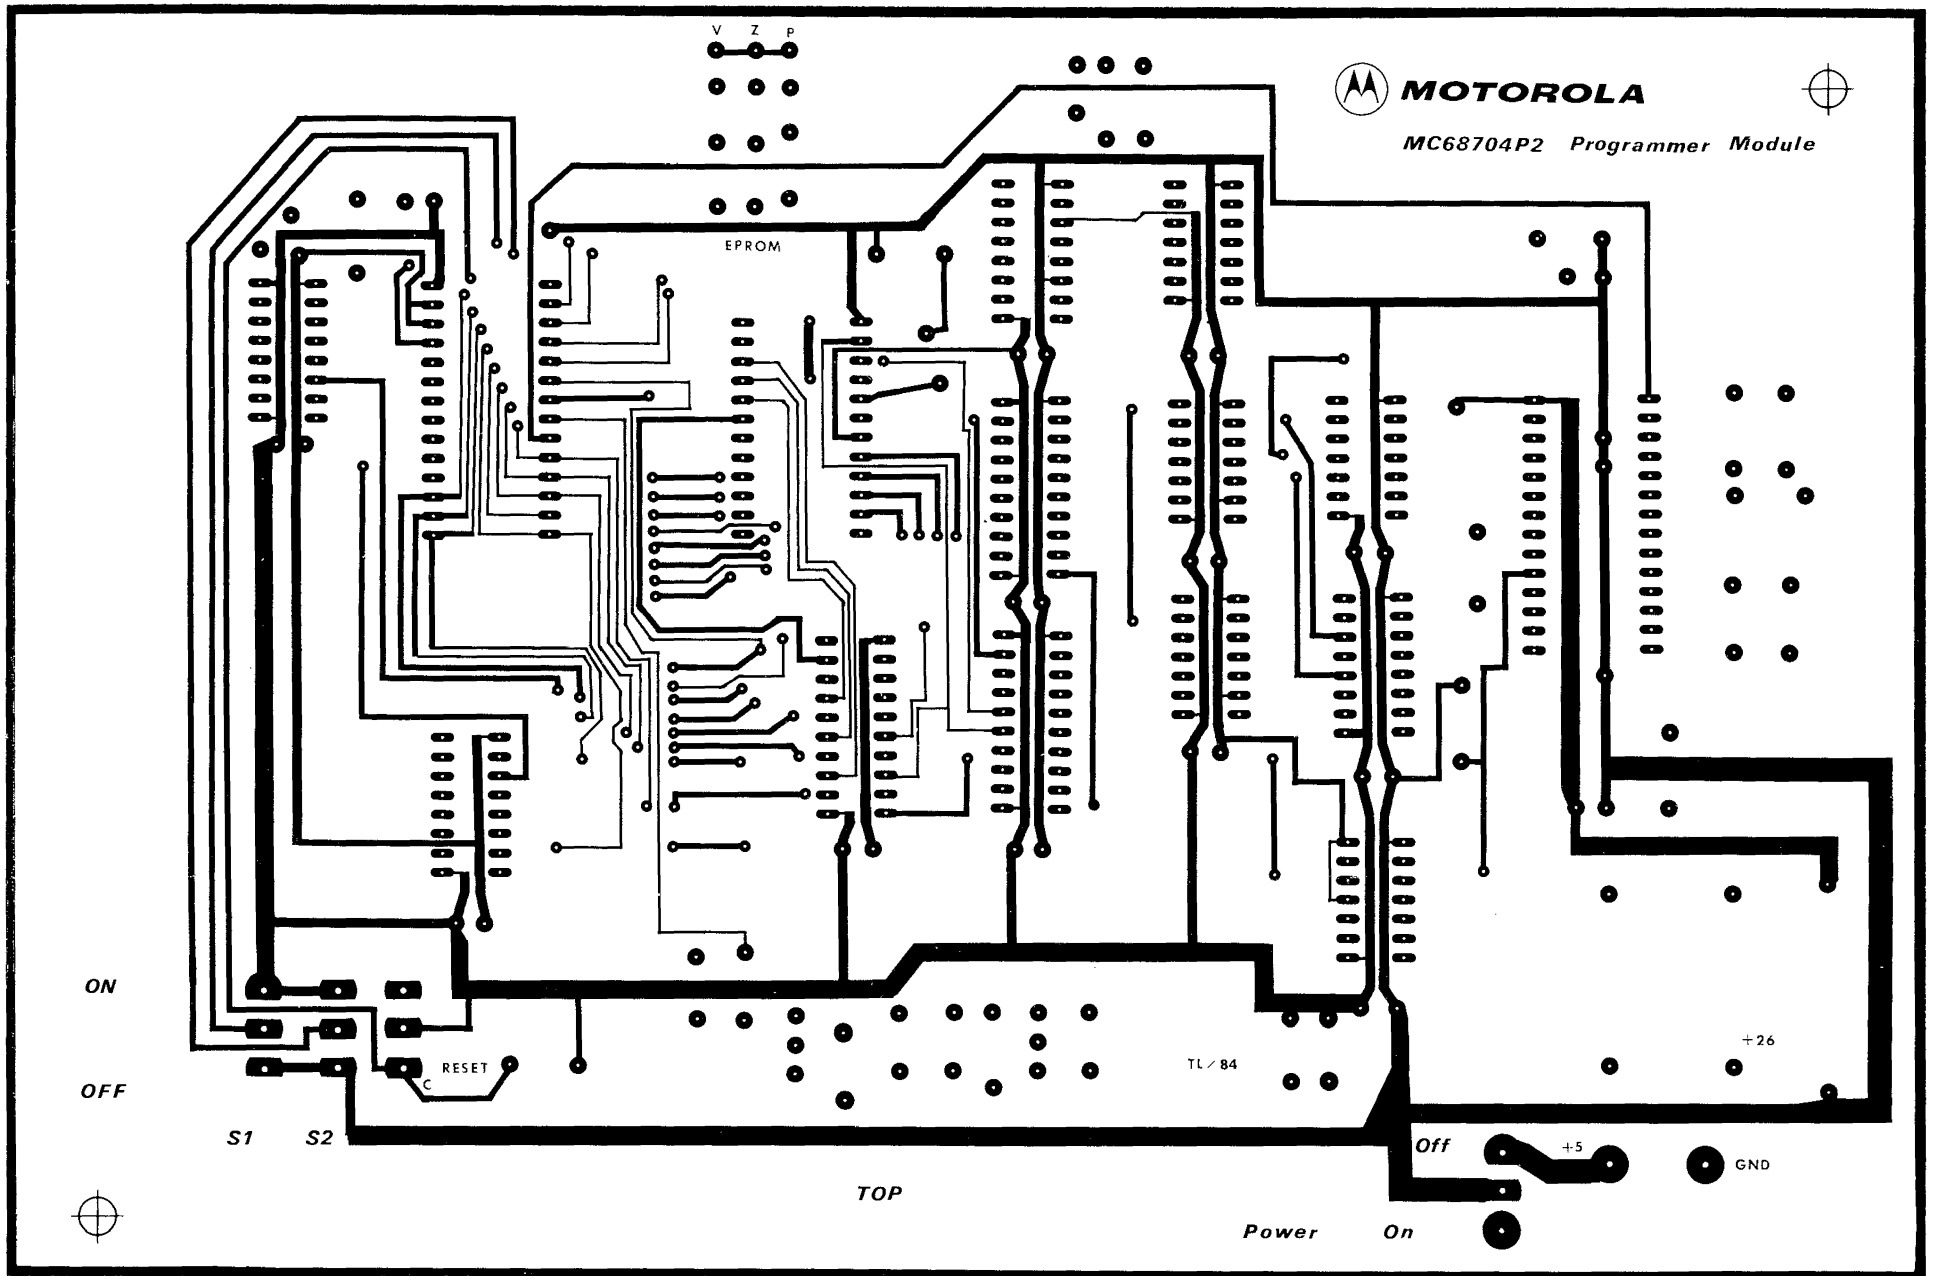 V Z P
MOTOROLA
MC68704P2 Programmer Module
EPROM
ON
+26
RESET
TL/84
C
OFF
S1 S2
Off
+5
GND
TOP
Power On